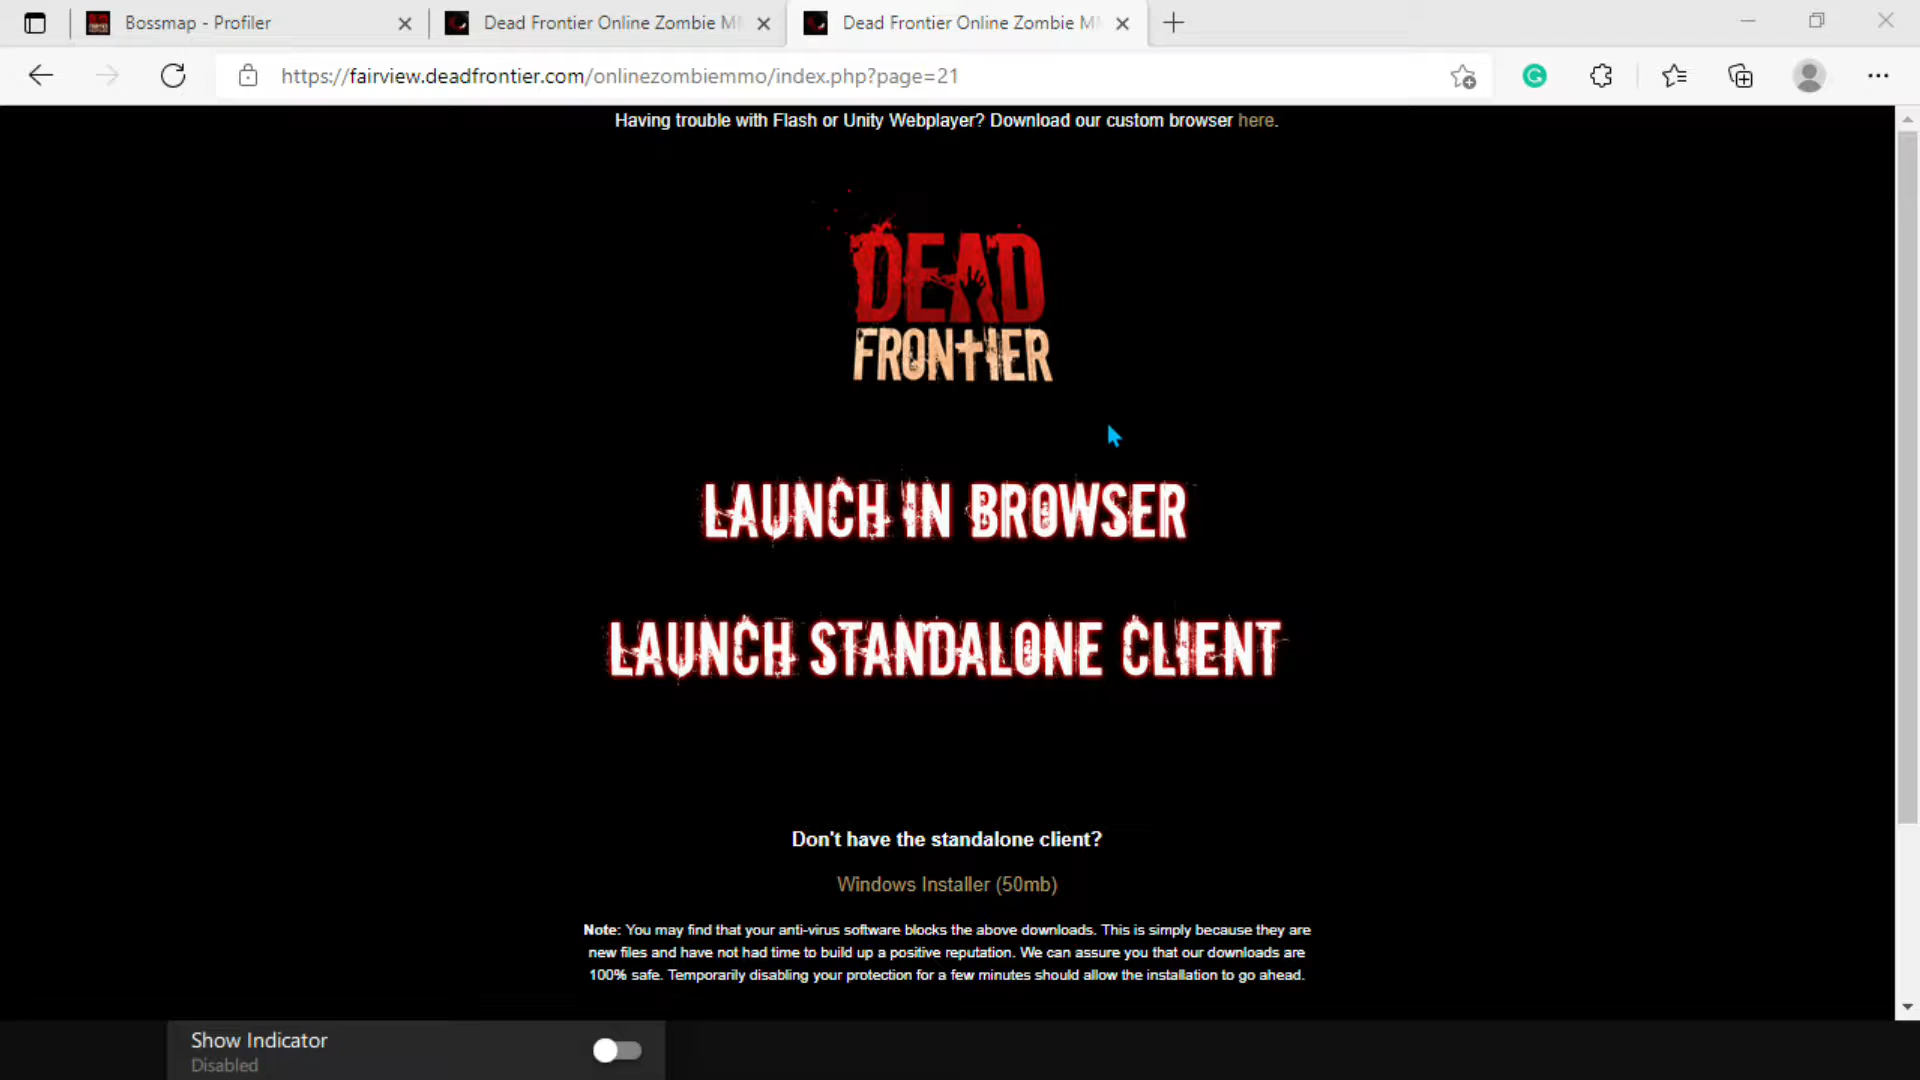 Bossmap - Profiler
Dead Frontier Online Zombie M
Dead Frontier Online Zombie M
https://fairview.deadfrontier.com/onlinezombiemmo/index.php?page=21
Having trouble with Flash or Unity Webplayer? Download our custom browser here.
DEAD
FRONTIER
LAUNCH IN BROWSER
LAUNCH STANDALONE CLIENT
Don't have the standalone client?
Windows Installer (50mb)
Note: You may find that your anti-virus software blocks the above downloads. This is simply because they are
new files and have not had time to build up a positive reputation. We can assure you that our downloads are
100% safe. Temporarily disabling your protection for a few minutes should allow the installation to go ahead.
Show Indicator
Disabled